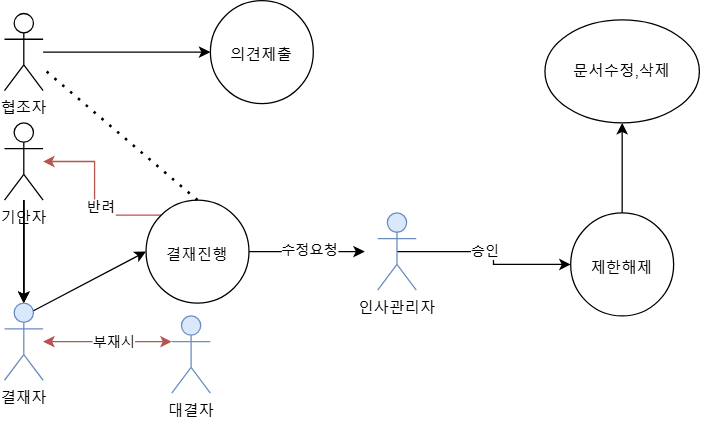 의견제출
문서수정,삭제
협조자
반려
기안자
결재진행
수정요청
승인
제한해제
인사관리자
부재시
결재자
대결자